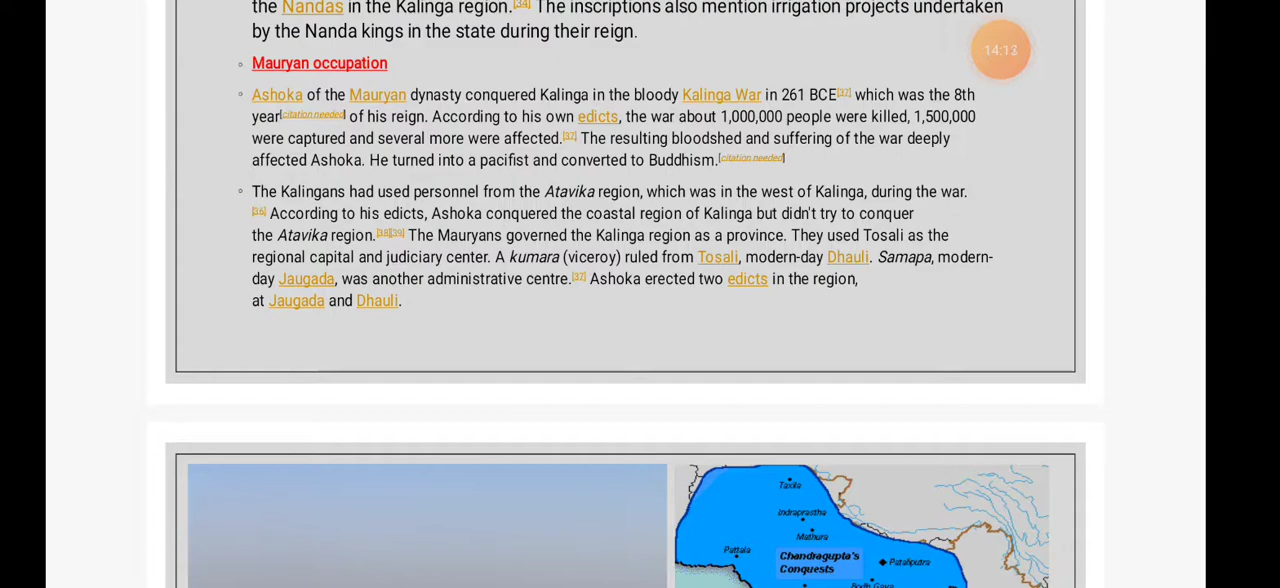 the Nandas in the Kalinga region.[34] The inscriptions also mention irrigation projects undertaken
by the Nanda kings in the state during their reign.
14:13
Mauryan occupation
Ashoka of the Mauryan dynasty conquered Kalinga in the bloody Kalinga War in 261 BCE[37] which was the 8th
year[citation needed] of his reign. According to his own edicts, the war about 1,000,000 people were killed, 1,500,000
were captured and several more were affected.[37] The resulting bloodshed and suffering of the war deeply
affected Ashoka. He turned into a pacifist and converted to Buddhism.[citation needed]
The Kalingans had used personnel from the Atavika region, which was in the west of Kalinga, during the war.
[36] According to his edicts, Ashoka conquered the coastal region of Kalinga but didn't try to conquer
the Atavika region.[38][39] The Mauryans governed the Kalinga region as a province. They used Tosali as the
regional capital and judiciary center. A kumara (viceroy) ruled from Tosali, modern-day Dhauli. Samapa, modern-
day Jaugada, was another administrative centre.[37] Ashoka erected two edicts in the region,
at Jaugada and Dhauli.
Taxila
Indraprastha
Mathura
Pattala
Chandragupta's
Conquests
Pataliputra
Bodh Gaya